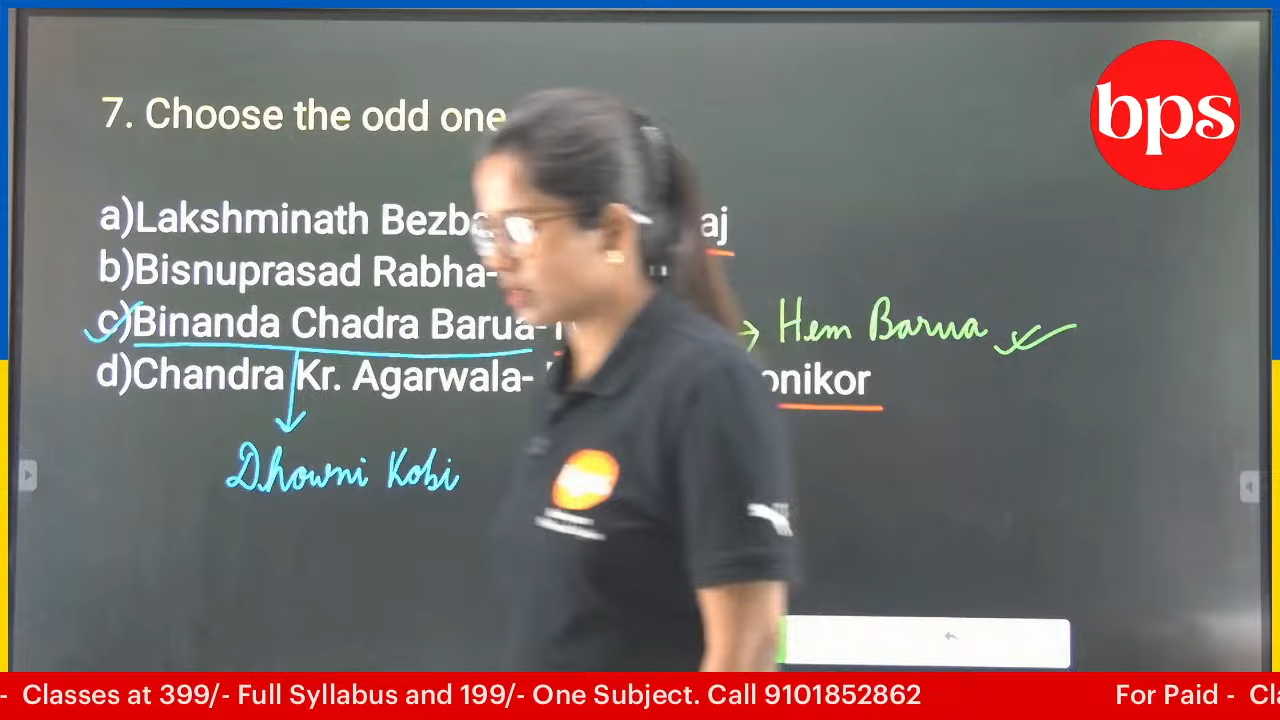 bps
7. Choose the odd one
a)Lakshminath Bezb aj
b)Bisnuprasad Rabha-
c)Binanda Chadra Barua- → Hem Barua
d)Chandra Kr. Agarwala- onikor
Dhowni Kobi
- Classes at 399/- Full Syllabus and 199/- One Subject. Call 9101852862 For Paid - Cla